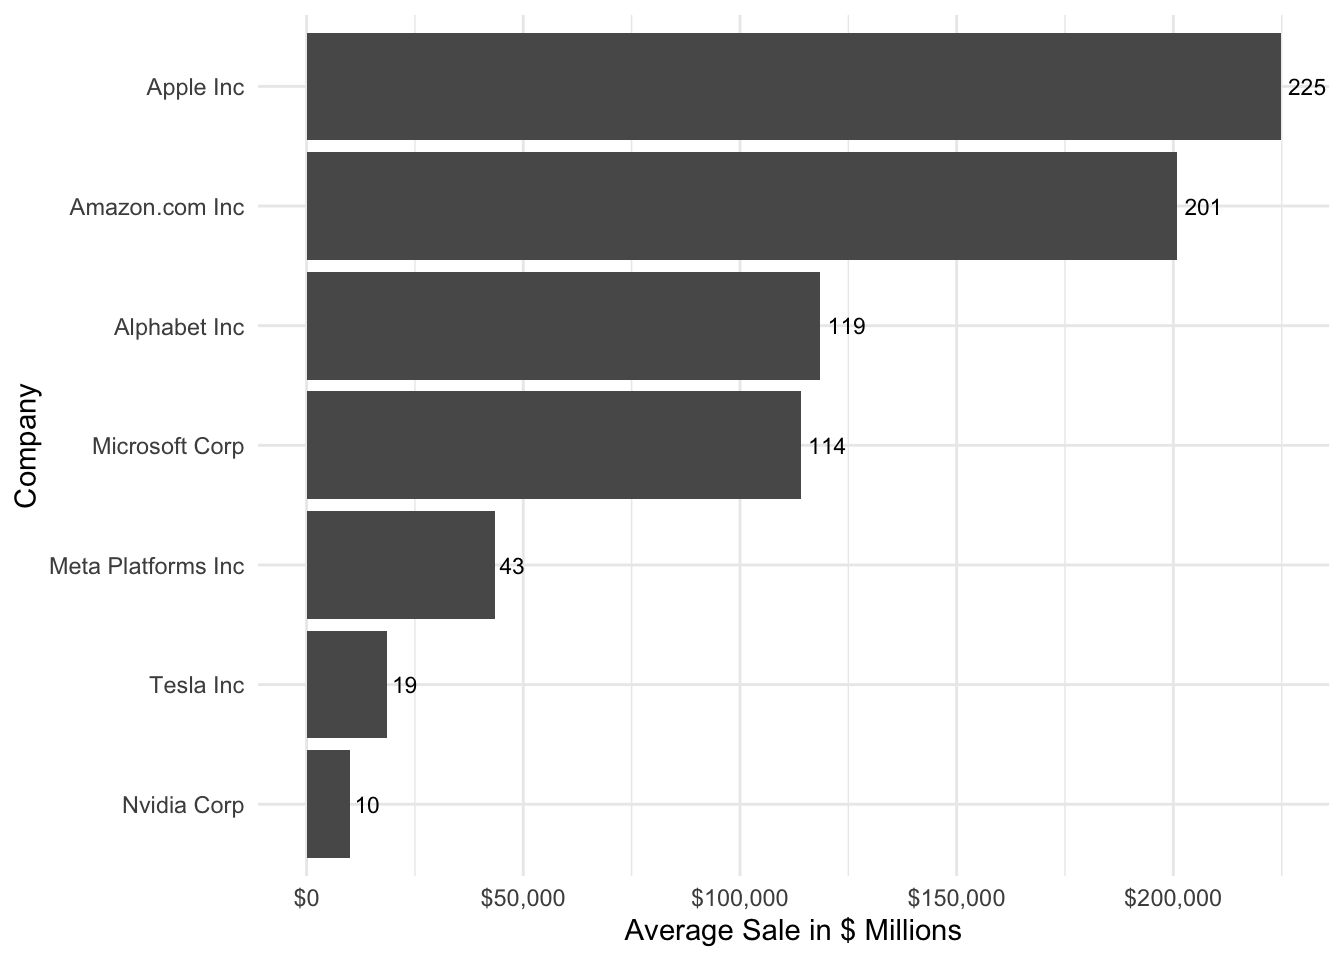 Apple Inc
225
Amazon.com Inc
201
Alphabet Inc
119
Microsoft Corp
114
Meta Platforms Inc
43
Tesla Inc
19
Nvidia Corp
10
Company
$0
$50,000
$100,000
$150,000
$200,000
Average Sale in $ Millions